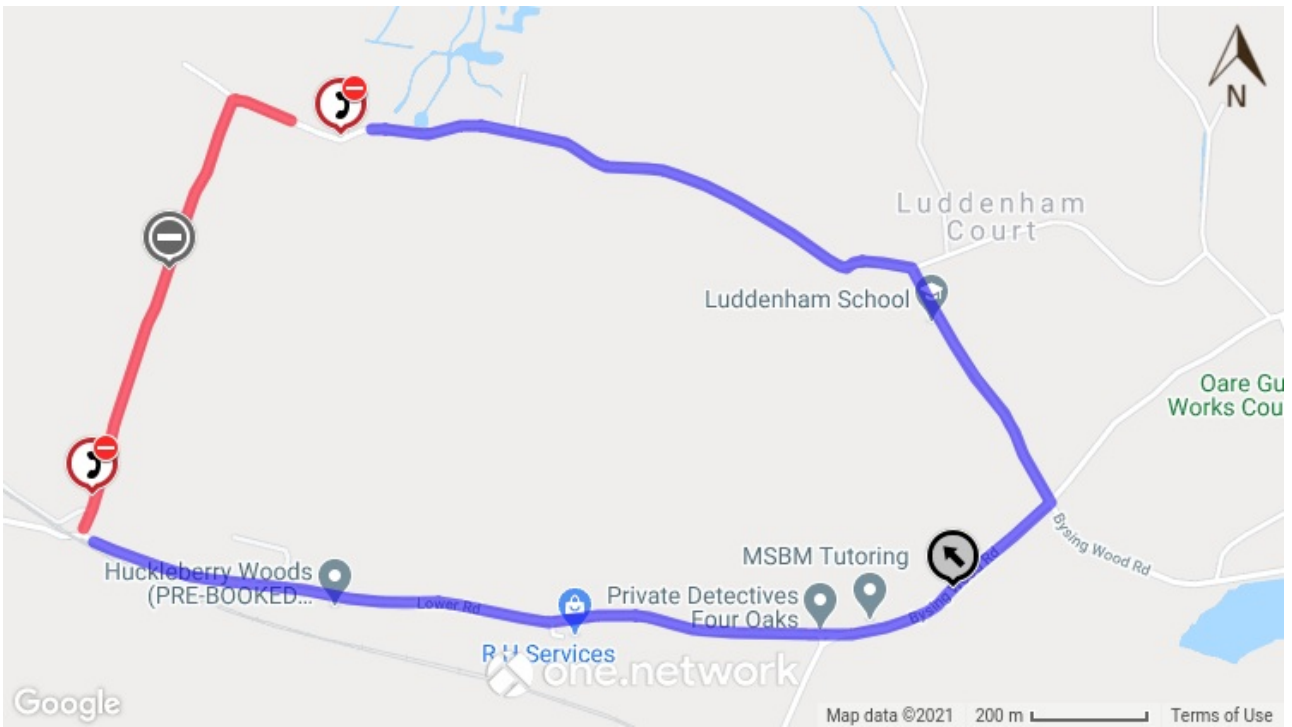 N
Luddenham
Court
Luddenham School
Oare Gu
Works Cou
Bysing Wood Rd
MSBM Tutoring
Bysing Wood Rd
Huckleberry Woods
(PRE-BOOKED...
Lower Rd
Private Detectives
Four Oaks
R H Services
one.network
Google
Map data ©2021 200 m Terms of Use